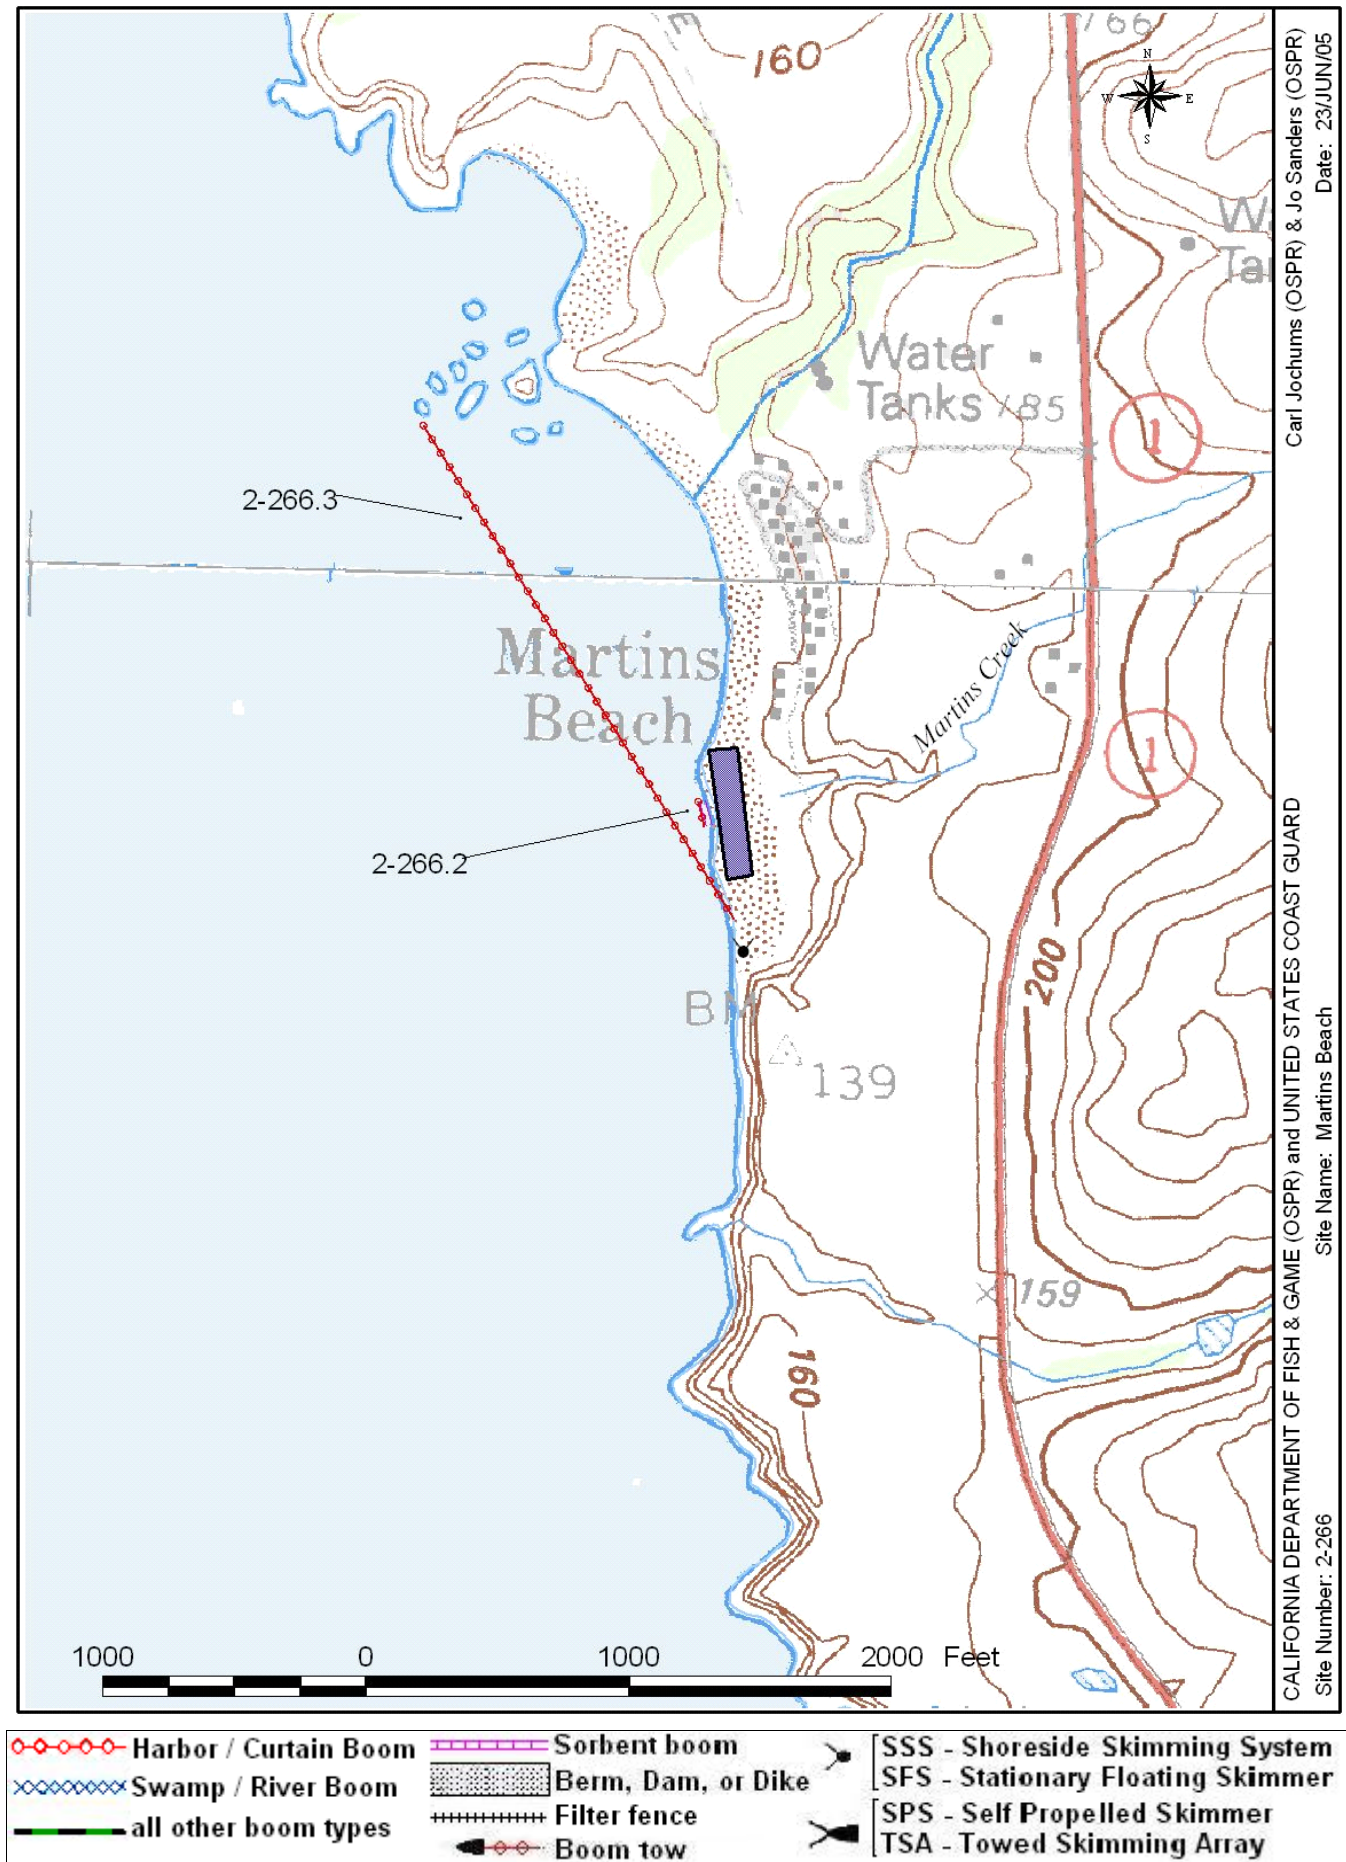 160
766
N
W
E
S
Water
Tanks
185
1
2-266.3
Martins
Beach
Martins Creek
1
2-266.2
200
BM
139
159
160
1000
0
1000
2000
Feet
Carl Jochums (OSPR) & Jo Sanders (OSPR)
Date: 23/JUN/05
CALIFORNIA DEPARTMENT OF FISH & GAME (OSPR) and UNITED STATES COAST GUARD
Site Name: Martins Beach
Site Number: 2-266
Harbor / Curtain Boom
Swamp / River Boom
all other boom types
Sorbent boom
Berm, Dam, or Dike
Filter fence
Boom tow
SSS - Shoreside Skimming System
SFS - Stationary Floating Skimmer
SPS - Self Propelled Skimmer
TSA - Towed Skimming Array